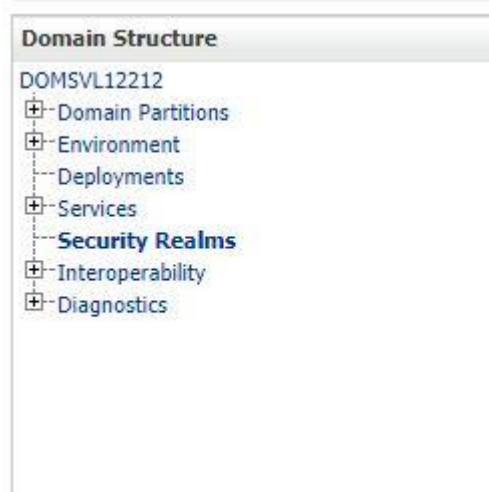 Domain Structure
DOMSVL12212
Domain Partitions
Environment
Deployments
Services
Security Realms
Interoperability
Diagnostics